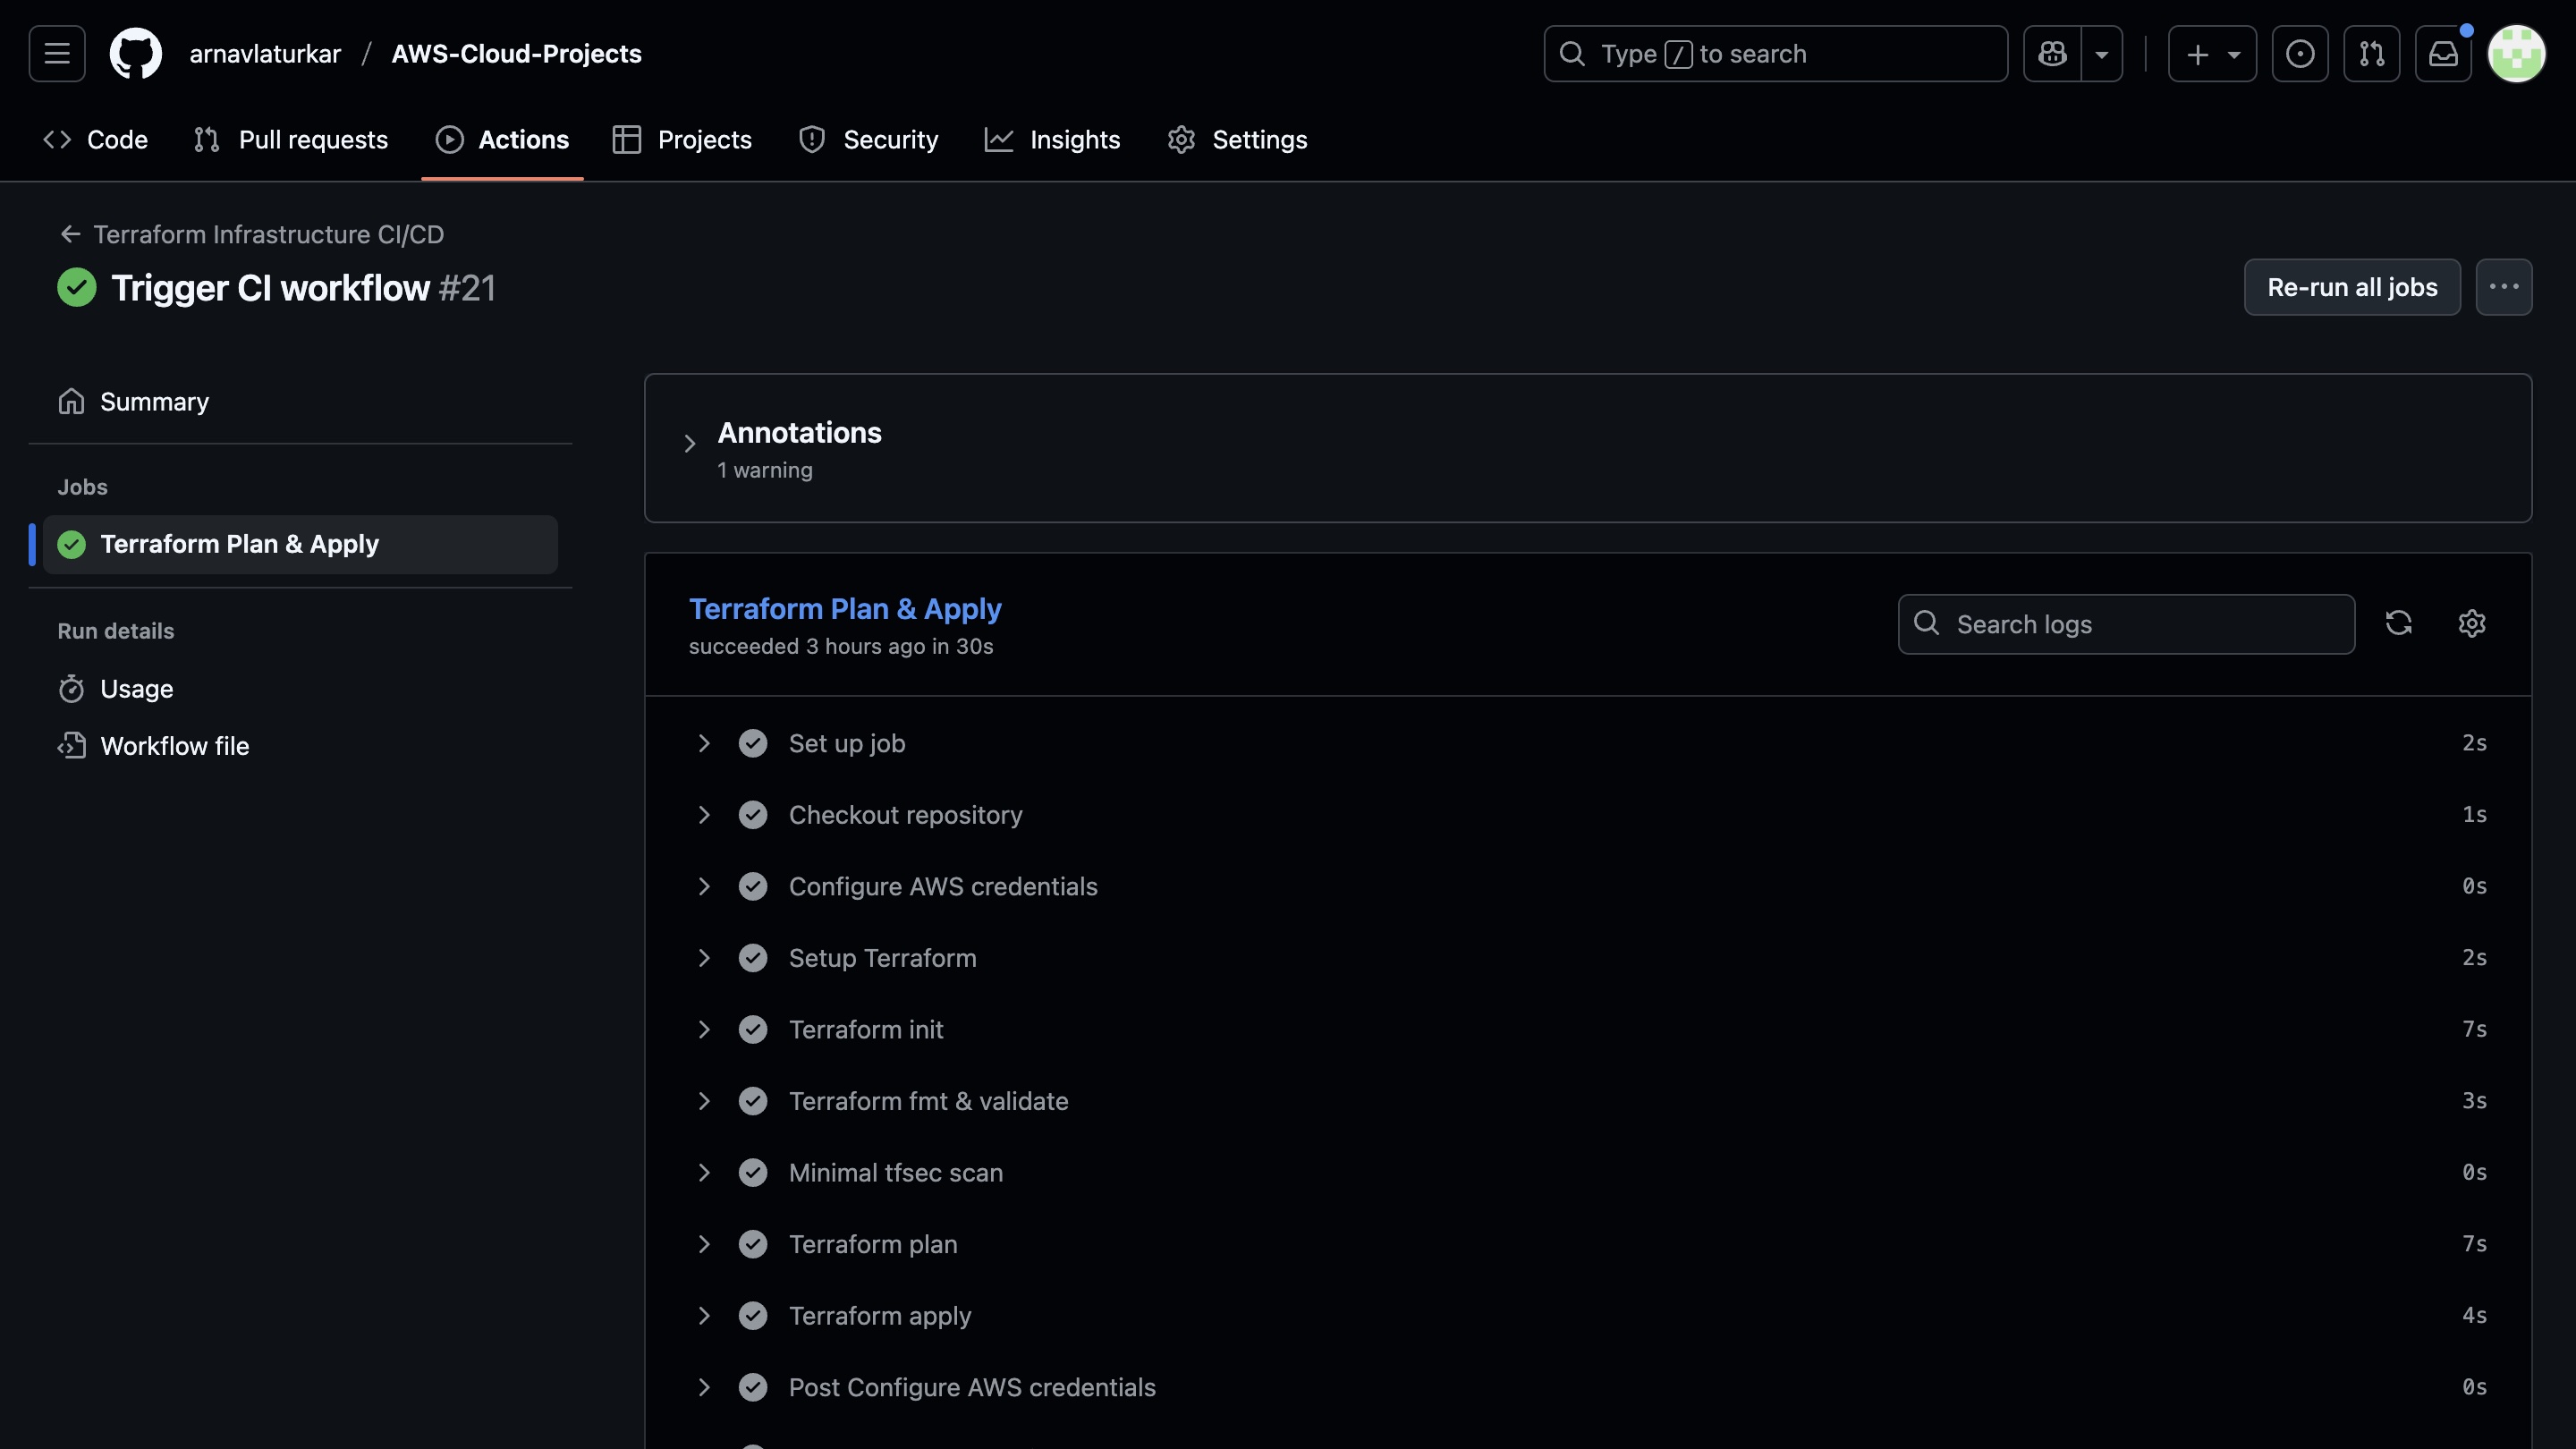 arnavlaturkar / AWS-Cloud-Projects
Type / to search
Code
Pull requests
Actions
Projects
Security
Insights
Settings
Terraform Infrastructure CI/CD
Trigger CI workflow #21
Re-run all jobs
Summary
Jobs
Terraform Plan & Apply
Run details
Usage
Workflow file
Annotations
1 warning
Terraform Plan & Apply
succeeded 3 hours ago in 30s
Search logs
Set up job 2s
Checkout repository 1s
Configure AWS credentials 0s
Setup Terraform 2s
Terraform init 7s
Terraform fmt & validate 3s
Minimal tfsec scan 0s
Terraform plan 7s
Terraform apply 4s
Post Configure AWS credentials 0s